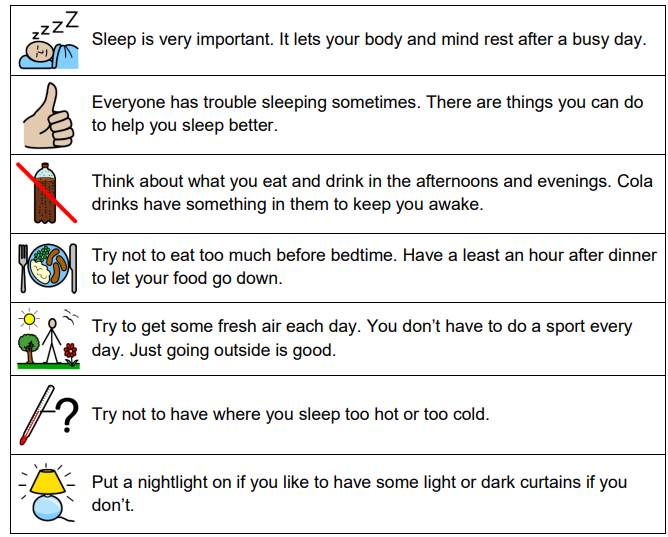 zzZZ
Sleep is very important. It lets your body and mind rest after a busy day.
Everyone has trouble sleeping sometimes. There are things you can do
to help you sleep better.
Think about what you eat and drink in the afternoons and evenings. Cola
drinks have something in them to keep you awake.
Try not to eat too much before bedtime. Have a least an hour after dinner
to let your food go down.
Try to get some fresh air each day. You don’t have to do a sport every
day. Just going outside is good.
?
Try not to have where you sleep too hot or too cold.
Put a nightlight on if you like to have some light or dark curtains if you
don’t.